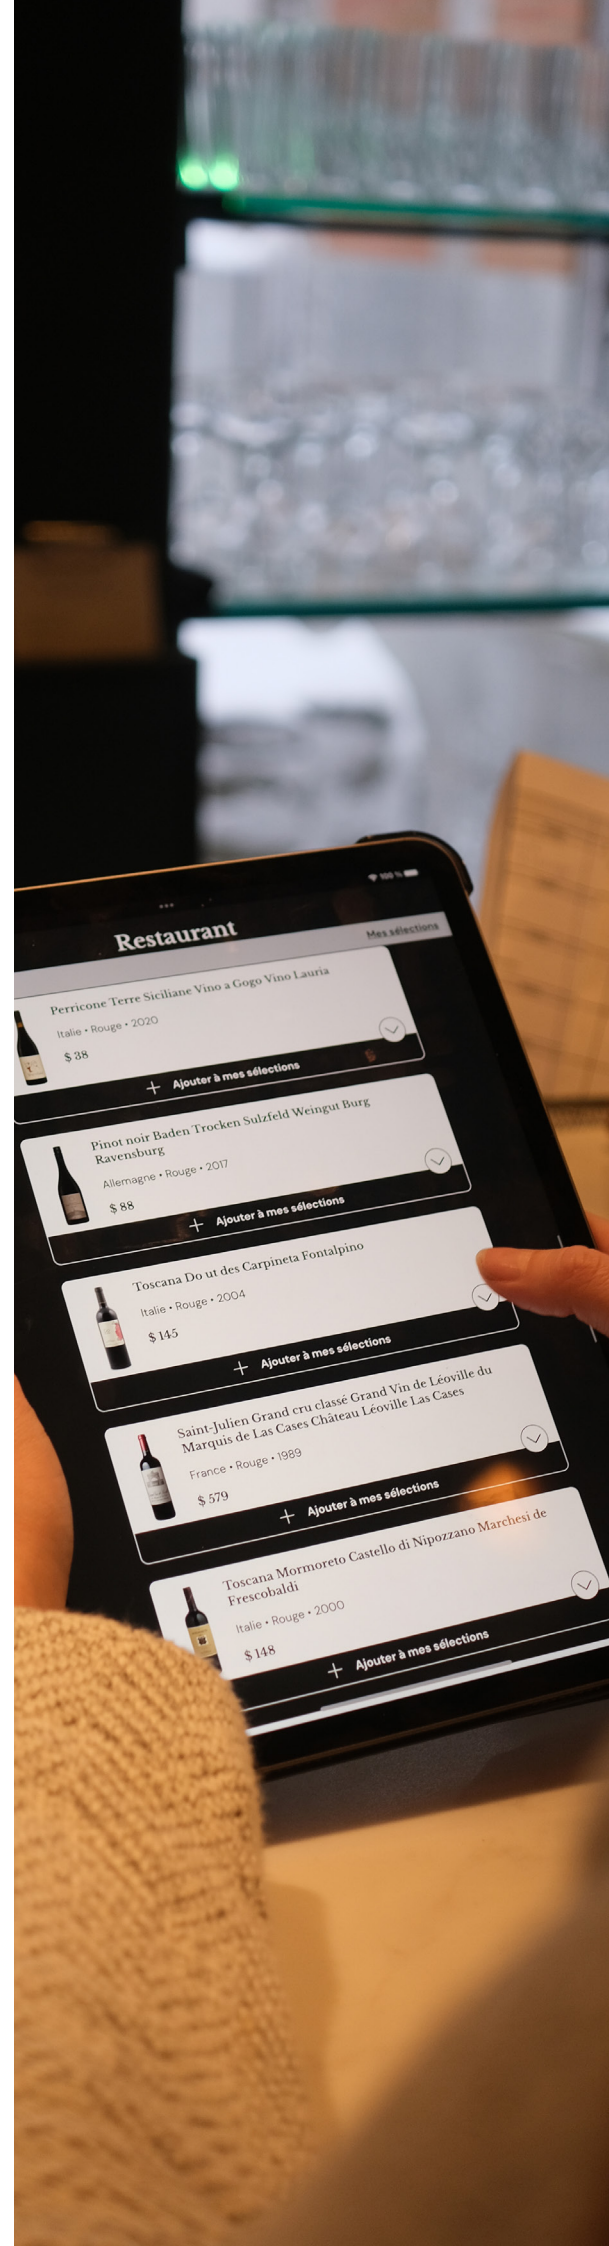 100 %
Restaurant
Mes sélections
Perricone Terre Siciliane Vino a Gogo Vino Lauria
Italie • Rouge • 2020
$ 38
+ Ajouter à mes sélections
Pinot noir Baden Trocken Sulzfeld Weingut Burg
Ravensburg
Allemagne • Rouge • 2017
$ 88
+ Ajouter à mes sélections
Toscana Do ut des Carpineta Fontalpino
Italie • Rouge • 2004
$ 145
+ Ajouter à mes sélections
Saint-Julien Grand cru classé Grand Vin de Léoville du
Marquis de Las Cases Château Léoville Las Cases
France • Rouge • 1989
$ 579
+ Ajouter à mes sélections
Toscana Mormoreto Castello di Nipozzano Marchesi de
Frescobaldi
Italie • Rouge • 2000
$ 148
+ Ajouter à mes sélections